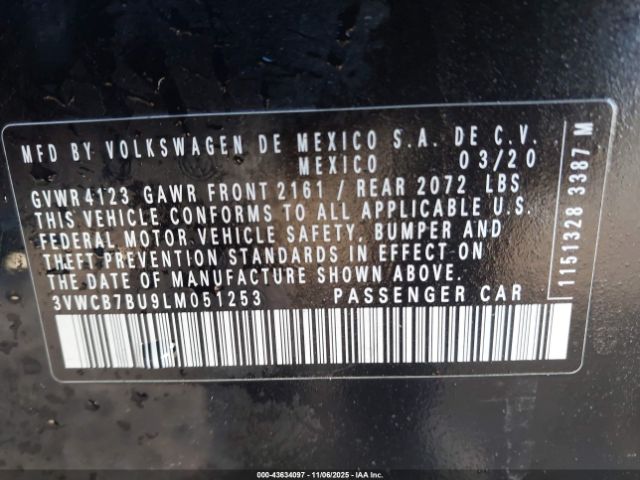 MFD BY VOLKSWAGEN DE MEXICO S.A. DE C.V.
MEXICO 03/20
GVWR 4123 GAWR FRONT 2161 / REAR 2072 LBS
THIS VEHICLE CONFORMS TO ALL APPLICABLE U.S.
FEDERAL MOTOR VEHICLE SAFETY, BUMPER AND
THEFT PREVENTION STANDARDS IN EFFECT ON
THE DATE OF MANUFACTURE SHOWN ABOVE.
3VWCB7BU9LM051253 PASSENGER CAR
1151328 3387 M
000-43634097 - 11/06/2025 - IAA Inc.